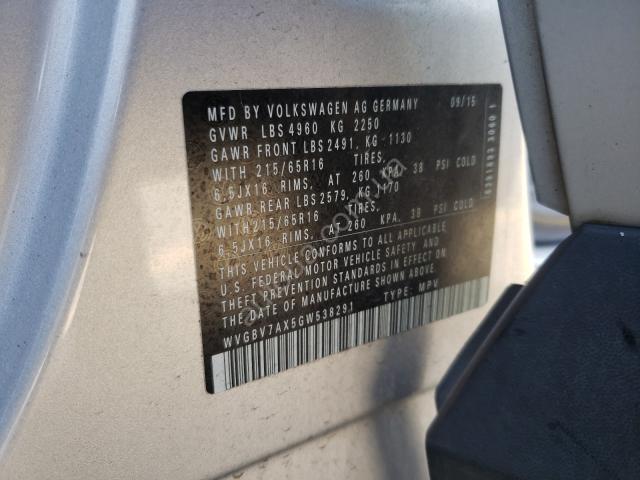 MFD BY VOLKSWAGEN AG GERMANY 09/15
GVWR LBS 4960 KG 2250
GAWR FRONT LBS 2491, KG - 1130
WITH 215/65R16 TIRES,
6,5JX16 RIMS, AT 260 KPA, 38 PSI COLD
GAWR REAR LBS 2579, KG 1170
WITH 215/65R16 TIRES,
6,5JX16 RIMS, AT 260 KPA, 38 PSI COLD
THIS VEHICLE CONFORMS TO ALL APPLICABLE
U.S. FEDERAL MOTOR VEHICLE SAFETY AND
THEFT PREVENTION STANDARDS IN EFFECT ON
THE DATE OF MANUFACTURE SHOWN ABOVE.
WVGBV7AX5GW538291 TYPE: MPV